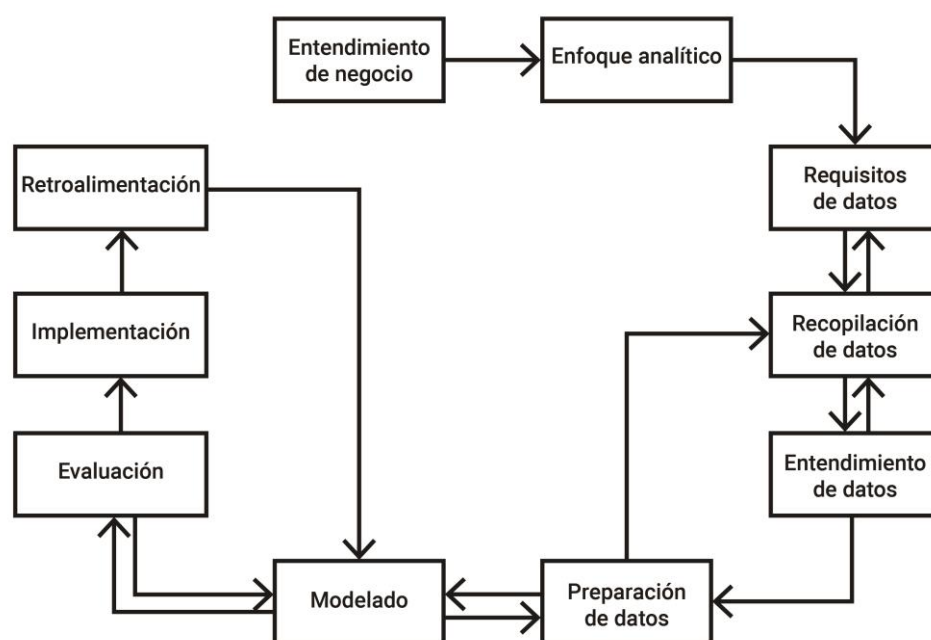 Entendimiento
de negocio
Enfoque analítico
Requisitos
de datos
Recopilación
de datos
Entendimiento
de datos
Preparación
de datos
Modelado
Evaluación
Implementación
Retroalimentación